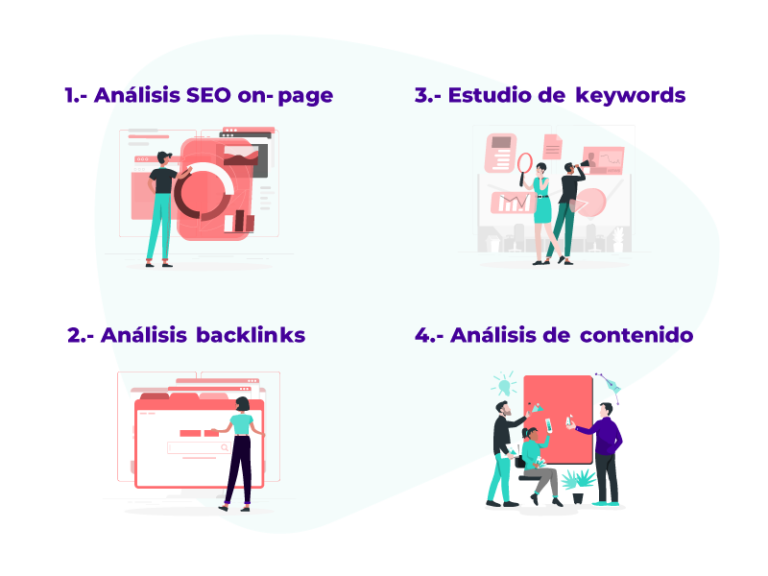 1.- Análisis SEO on-page
2.- Análisis backlinks
3.- Estudio de keywords
4.- Análisis de contenido